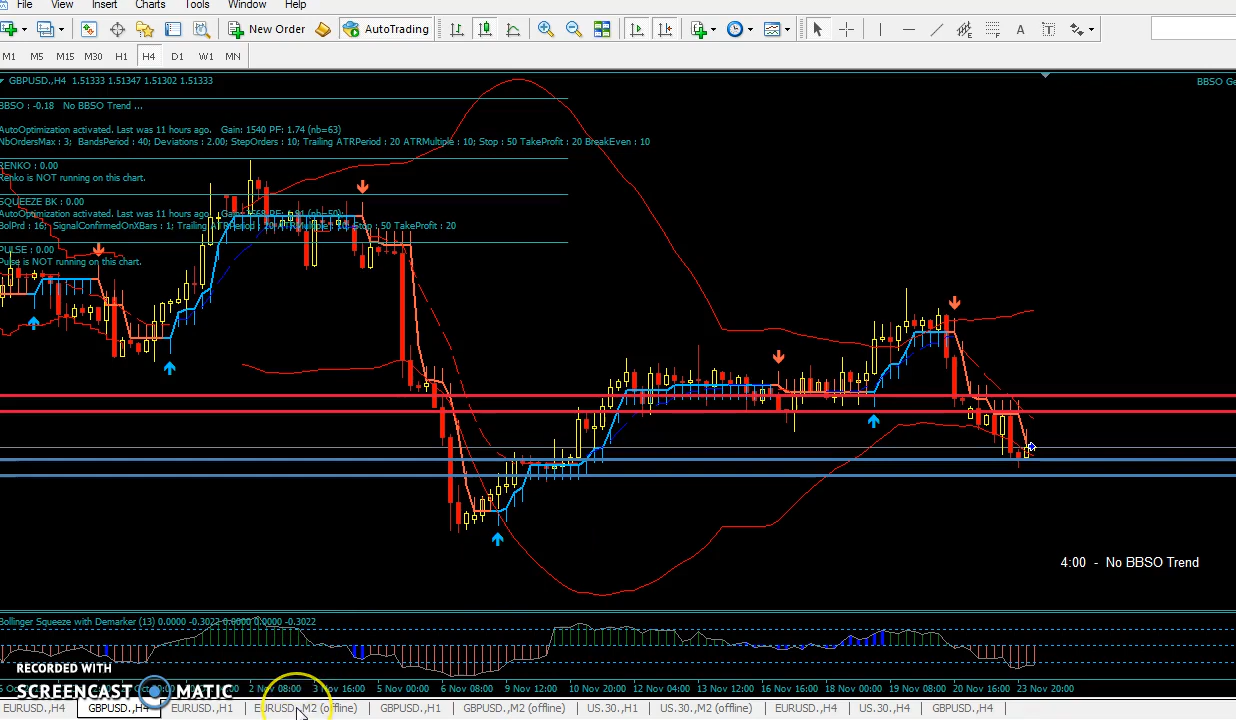 File View Insert Charts Tools Window Help
New Order AutoTrading
M1 M5 M15 M30 H1 H4 D1 W1 MN
GBPUSD.,H4 1.51333 1.51347 1.51302 1.51333
BBSO Ge
BBSO : -0.18 No BBSO Trend ...
AutoOptimization activated. Last was 11 hours ago. Gain: 1540 PF: 1.74 (nb=63)
NbOrdersMax : 3; BandsPeriod : 40; Deviations : 2.00; StepOrders : 10; Trailing ATRPeriod : 20 ATRMultiple : 10; Stop : 50 TakeProfit : 20 BreakEven : 10
RENKO : 0.00
Renko is NOT running on this chart.
SQUEEZE BK : 0.00
AutoOptimization activated. Last was 11 hours ago.
BolPrd : 16; SignalConfirmedOnXBars : 1; Trailing ATRPeriod : 20 ATRMultiple : 10; Stop : 50 TakeProfit : 20
PULSE : 0.00
Pulse is NOT running on this chart.
4:00 - No BBSO Trend
Bollinger Squeeze with Demarker (13) 0.0000 -0.3022 0.0000 0.0000 -0.3022
2 Nov 08:00 3 Nov 16:00 5 Nov 00:00 6 Nov 08:00 9 Nov 12:00 10 Nov 20:00 12 Nov 04:00 13 Nov 12:00 16 Nov 16:00 18 Nov 00:00 19 Nov 08:00 20 Nov 16:00 23 Nov 20:00
RECORDED WITH
SCREENCAST MATIC
EURUSD.,H4 GBPUSD.,H4 EURUSD.,H1 EURUSD.,M2 (offline) GBPUSD.,H1 GBPUSD.,M2 (offline) US.30.,H1 US.30.,M2 (offline) EURUSD.,H4 US.30.,H4 GBPUSD.,H4